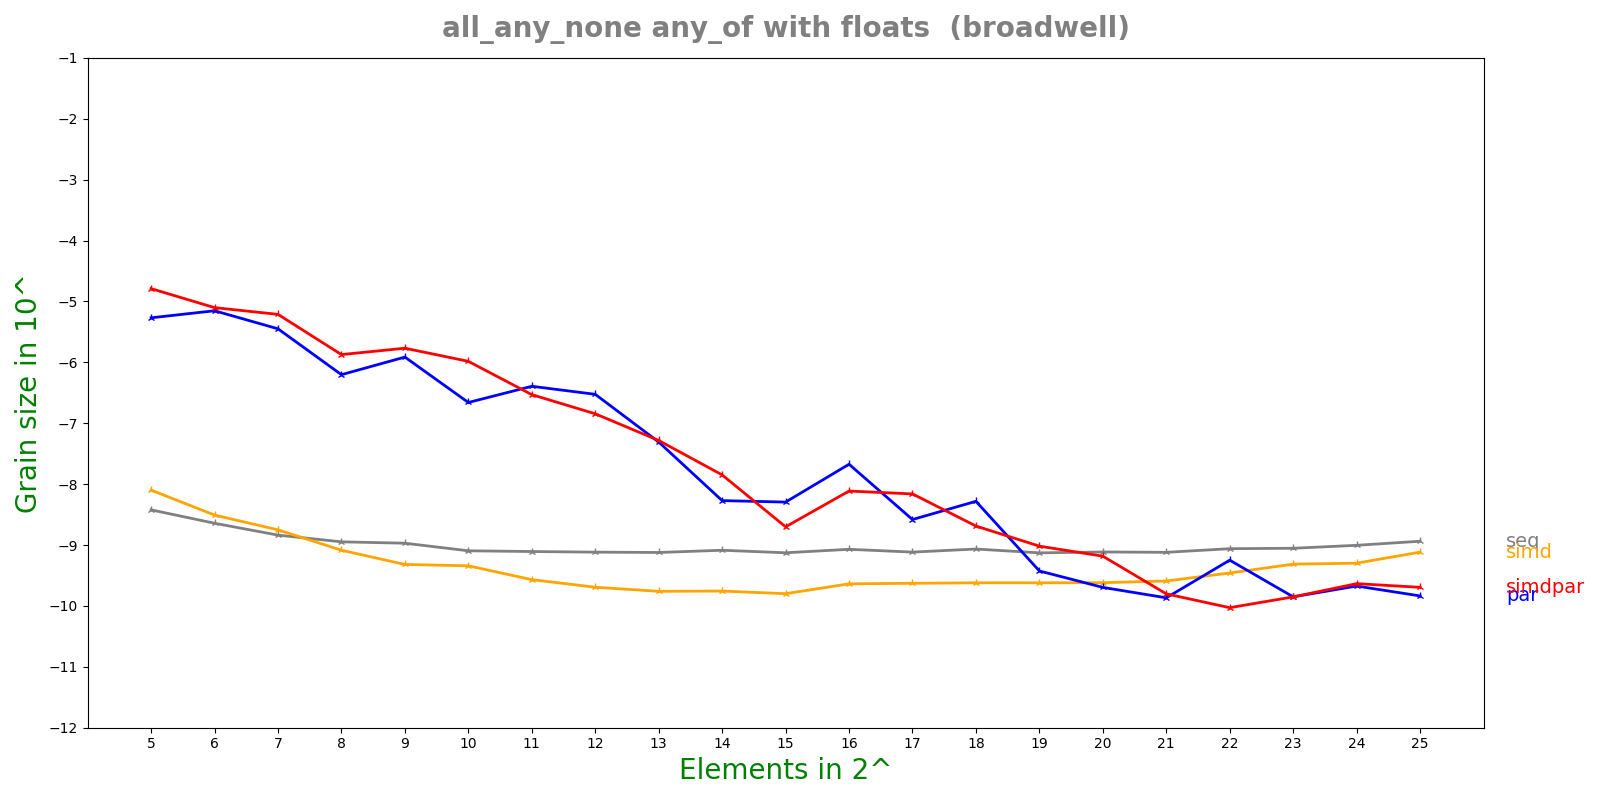 all_any_none any_of with floats  (broadwell)
Grain size in 10^
−1
−2
−3
−4
−5
−6
−7
−8
−9
−10
−11
−12
seq
simd
simdpar
par
5 6 7 8 9 10 11 12 13 14 15 16 17 18 19 20 21 22 23 24 25
Elements in 2^